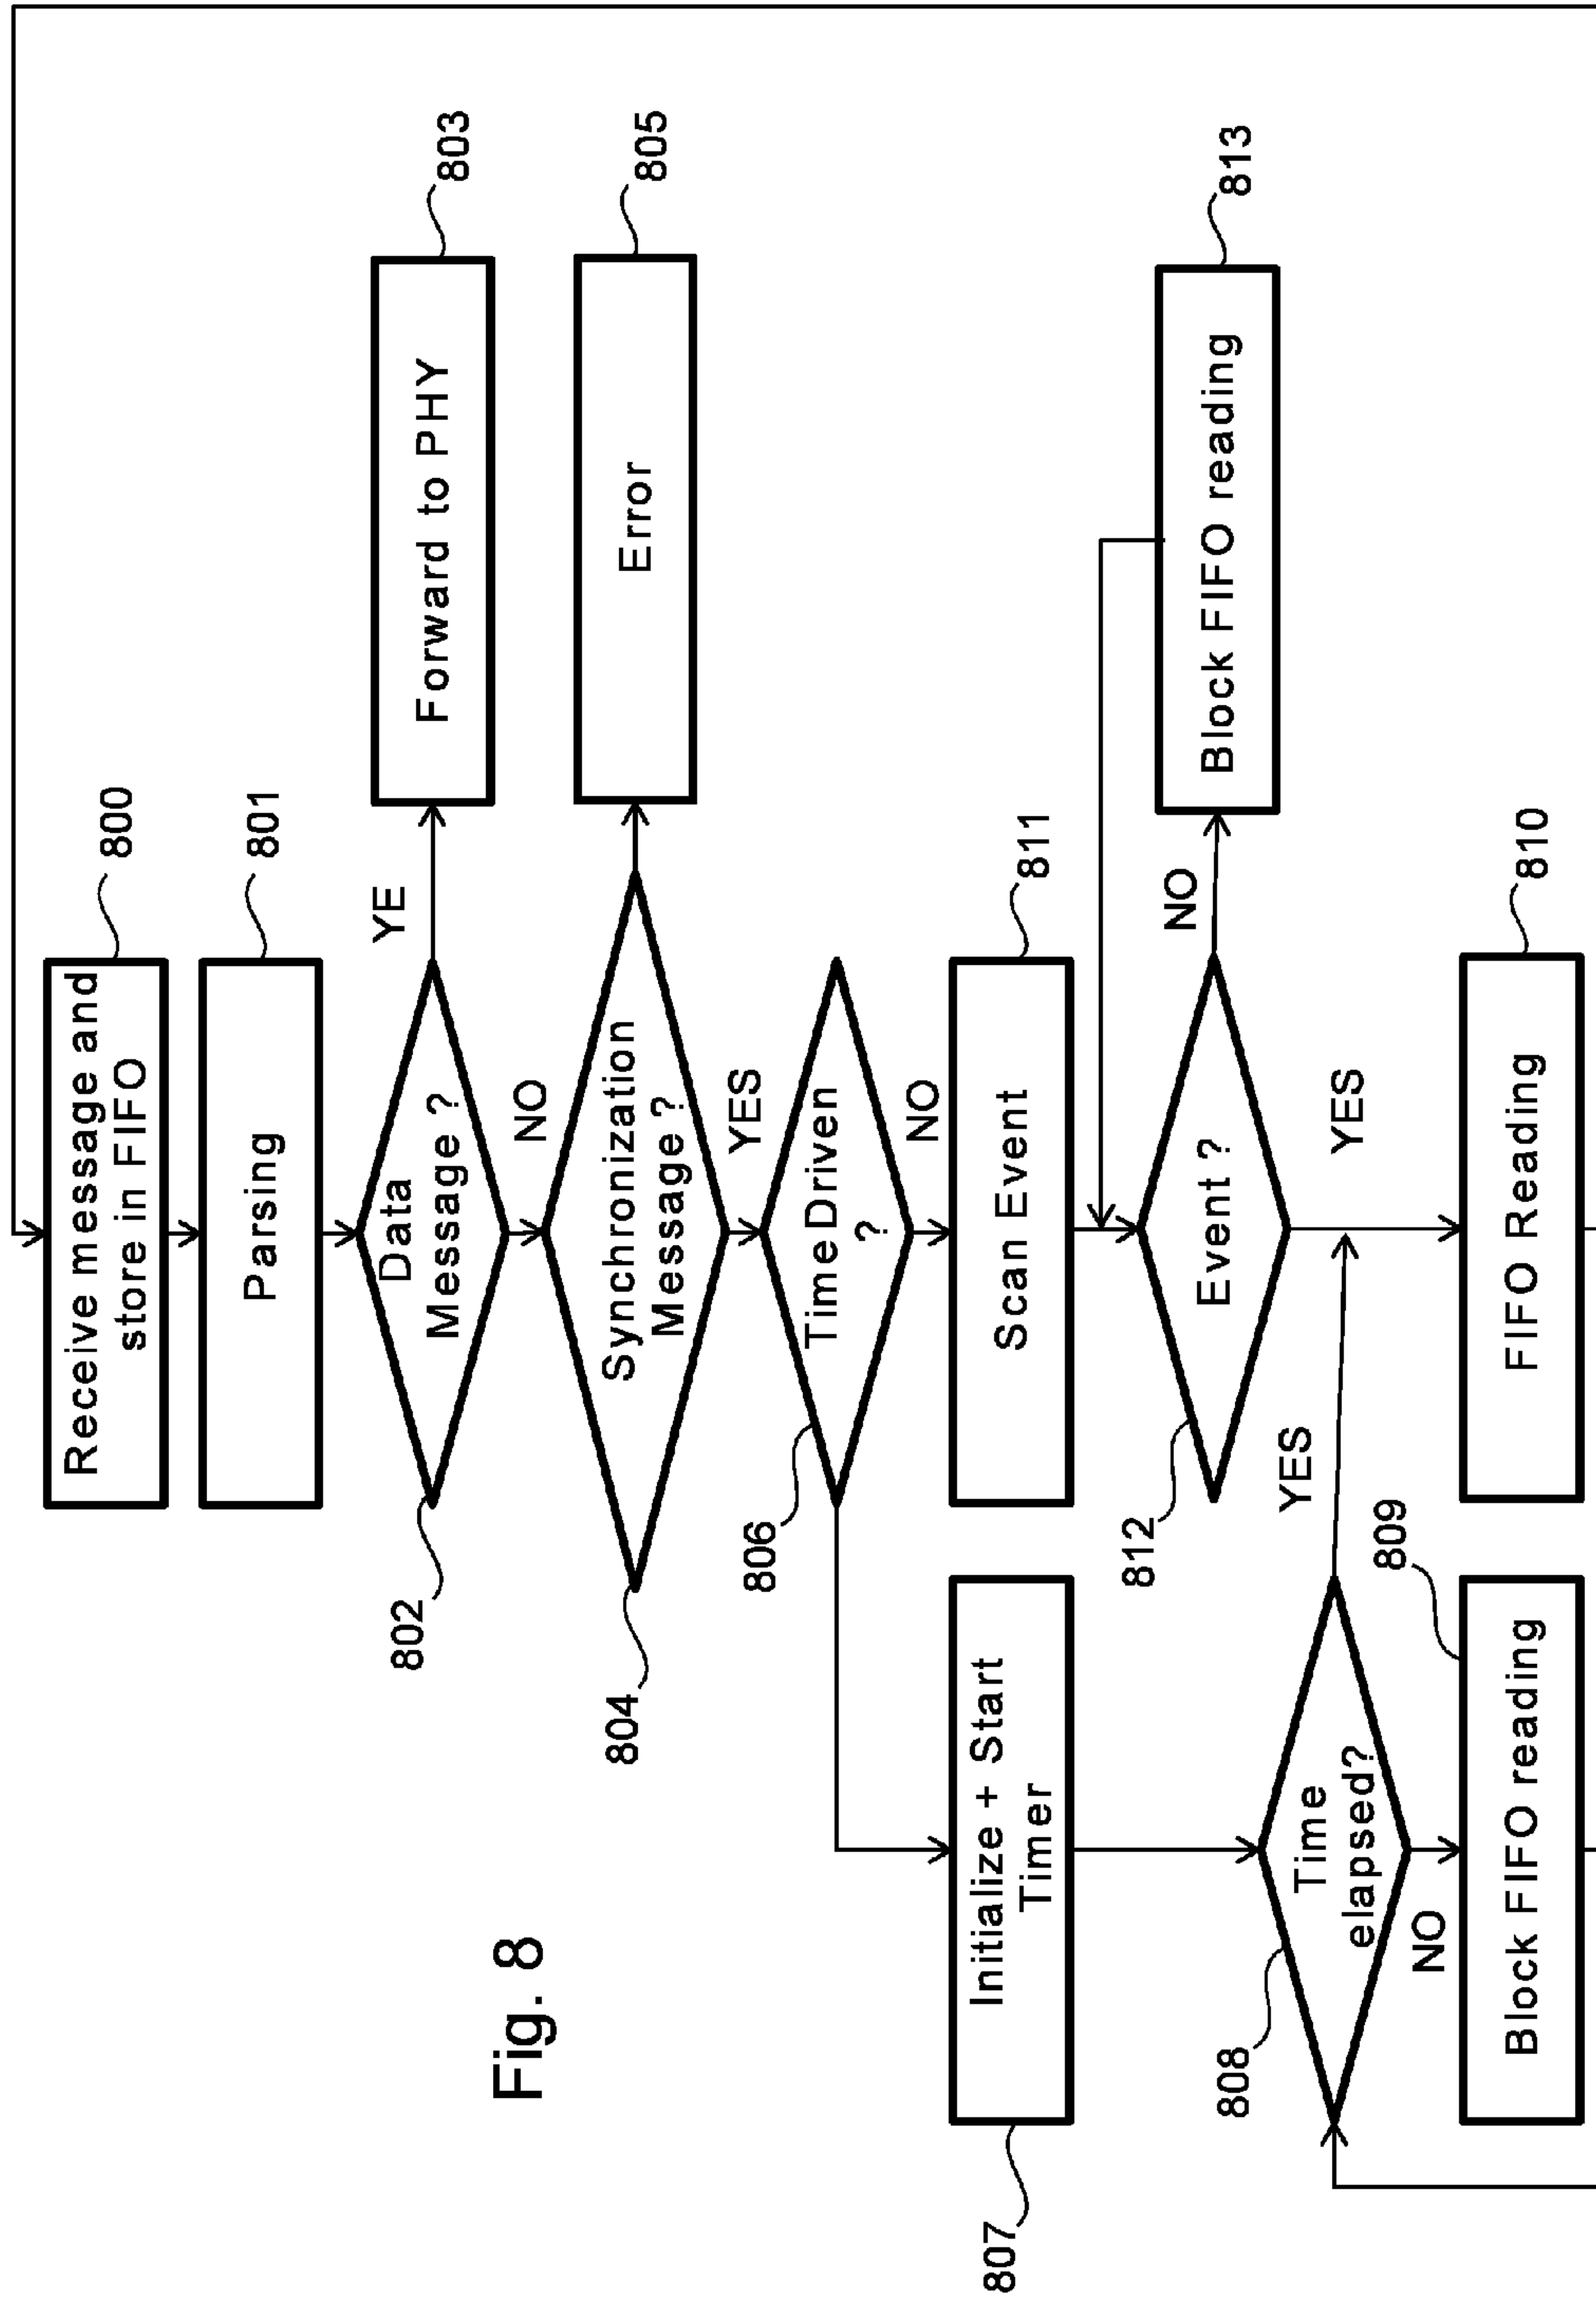 Receive message and
store in FIFO
800
Parsing
801
Data
Message ?
802
YE
Forward to PHY
803
NO
Synchronization
Message ?
804
Error
805
YES
Time Driven
?
806
NO
Initialize + Start
Timer
807
Scan Event
811
Event ?
812
NO
Block FIFO reading
813
YES
Time
elapsed?
808
YES
NO
Block FIFO reading
809
FIFO Reading
810
Fig. 8